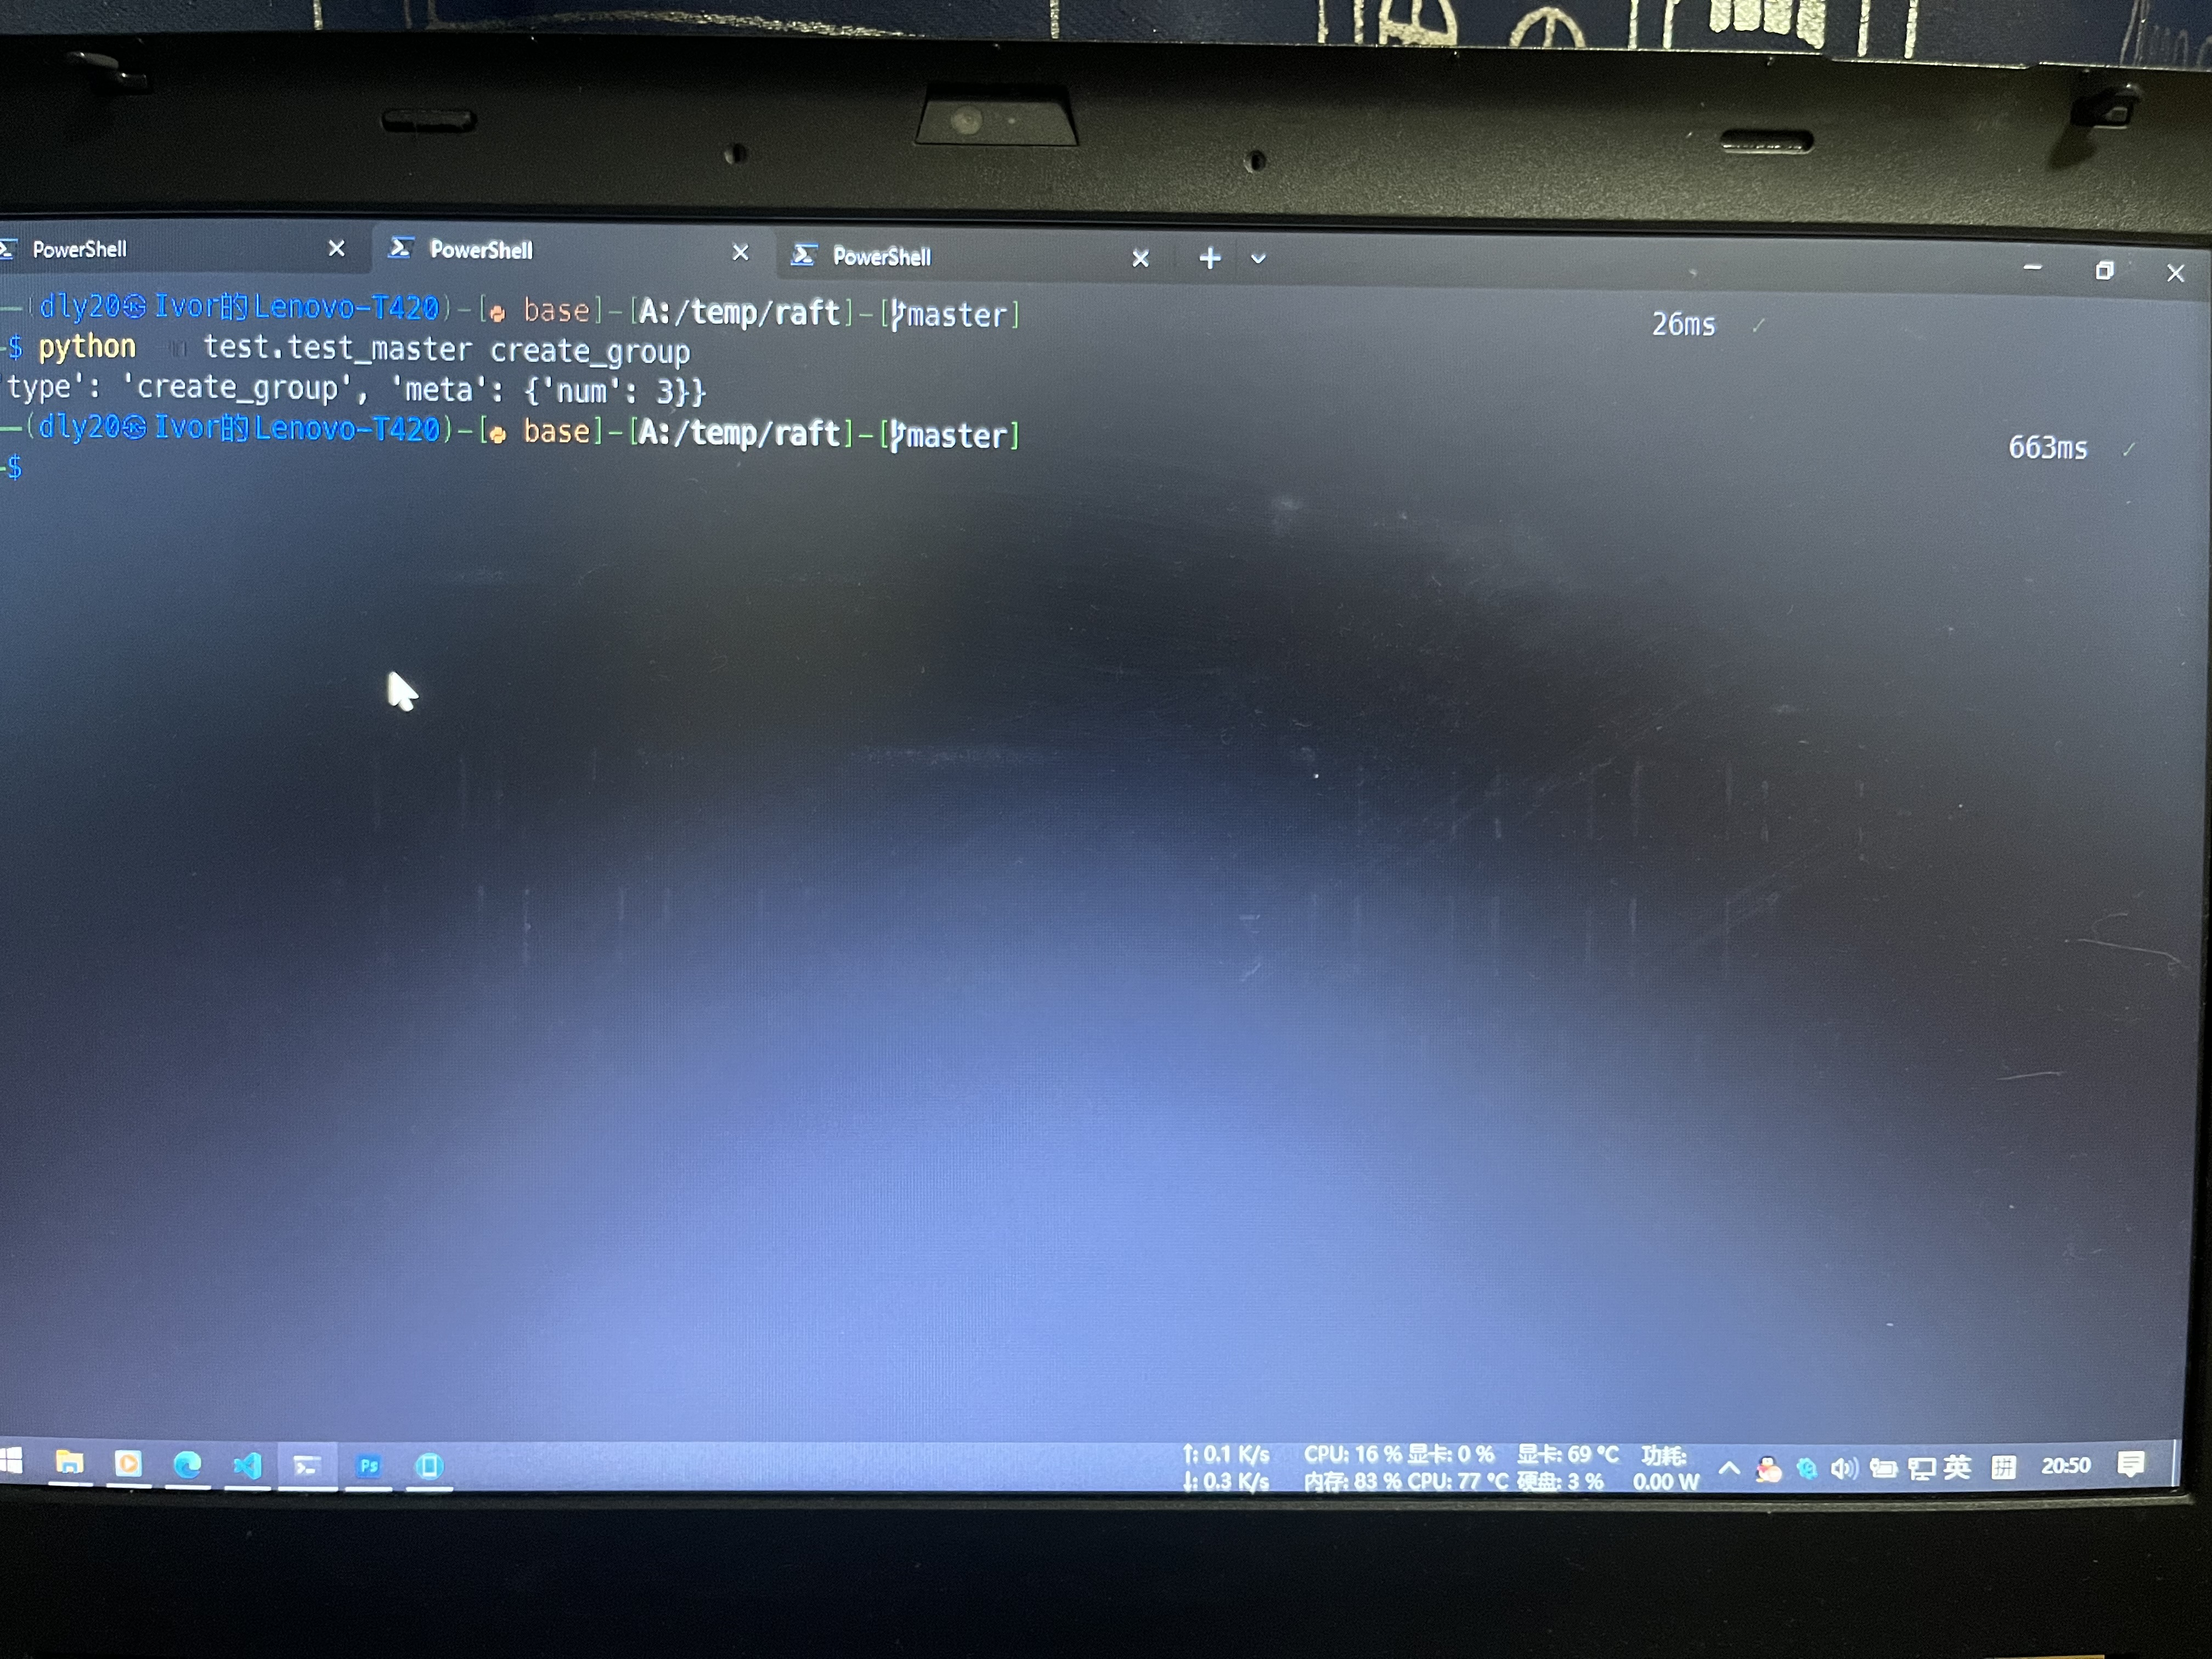 PowerShell PowerShell PowerShell
(dly20㉿Ivor的Lenovo-T420)-[base]-[A:/temp/raft]-[master] 26ms ✓
$ python test.test_master create_group
type': 'create_group', 'meta': {'num': 3}}
(dly20㉿Ivor的Lenovo-T420)-[base]-[A:/temp/raft]-[master] 663ms ✓
$
↑: 0.1 K/s CPU: 16 % 显卡: 0 % 显卡: 69 °C 功耗:
↓: 0.3 K/s 内存: 83 % CPU: 77 °C 硬盘: 3 % 0.00 W
Ps 英 拼 20:50